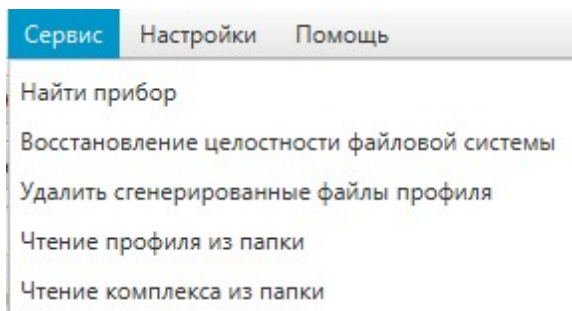 Сервис Настройки Помощь
Найти прибор
Восстановление целостности файловой системы
Удалить сгенерированные файлы профиля
Чтение профиля из папки
Чтение комплекса из папки